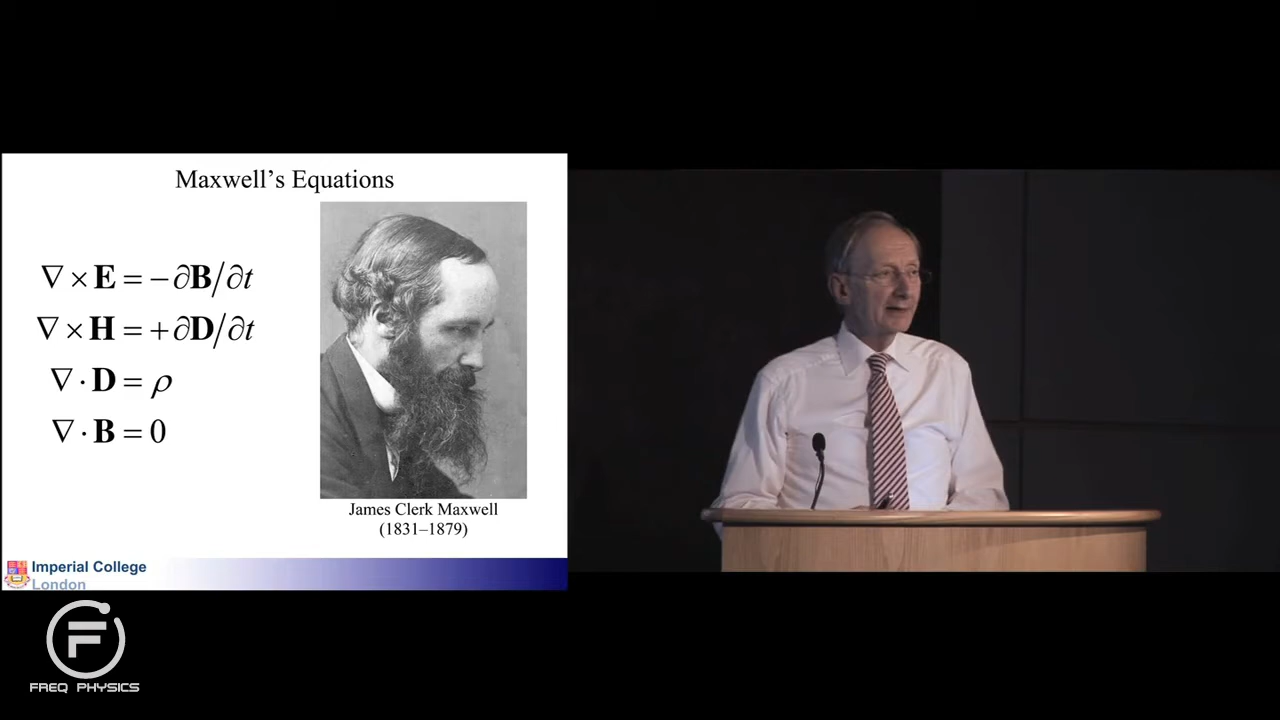 Maxwell's Equations
∇ × E = − ∂B/∂t
∇ × H = + ∂D/∂t
∇ · D = ρ
∇ · B = 0
James Clerk Maxwell
(1831–1879)
Imperial College
London
FREQ PHYSICS